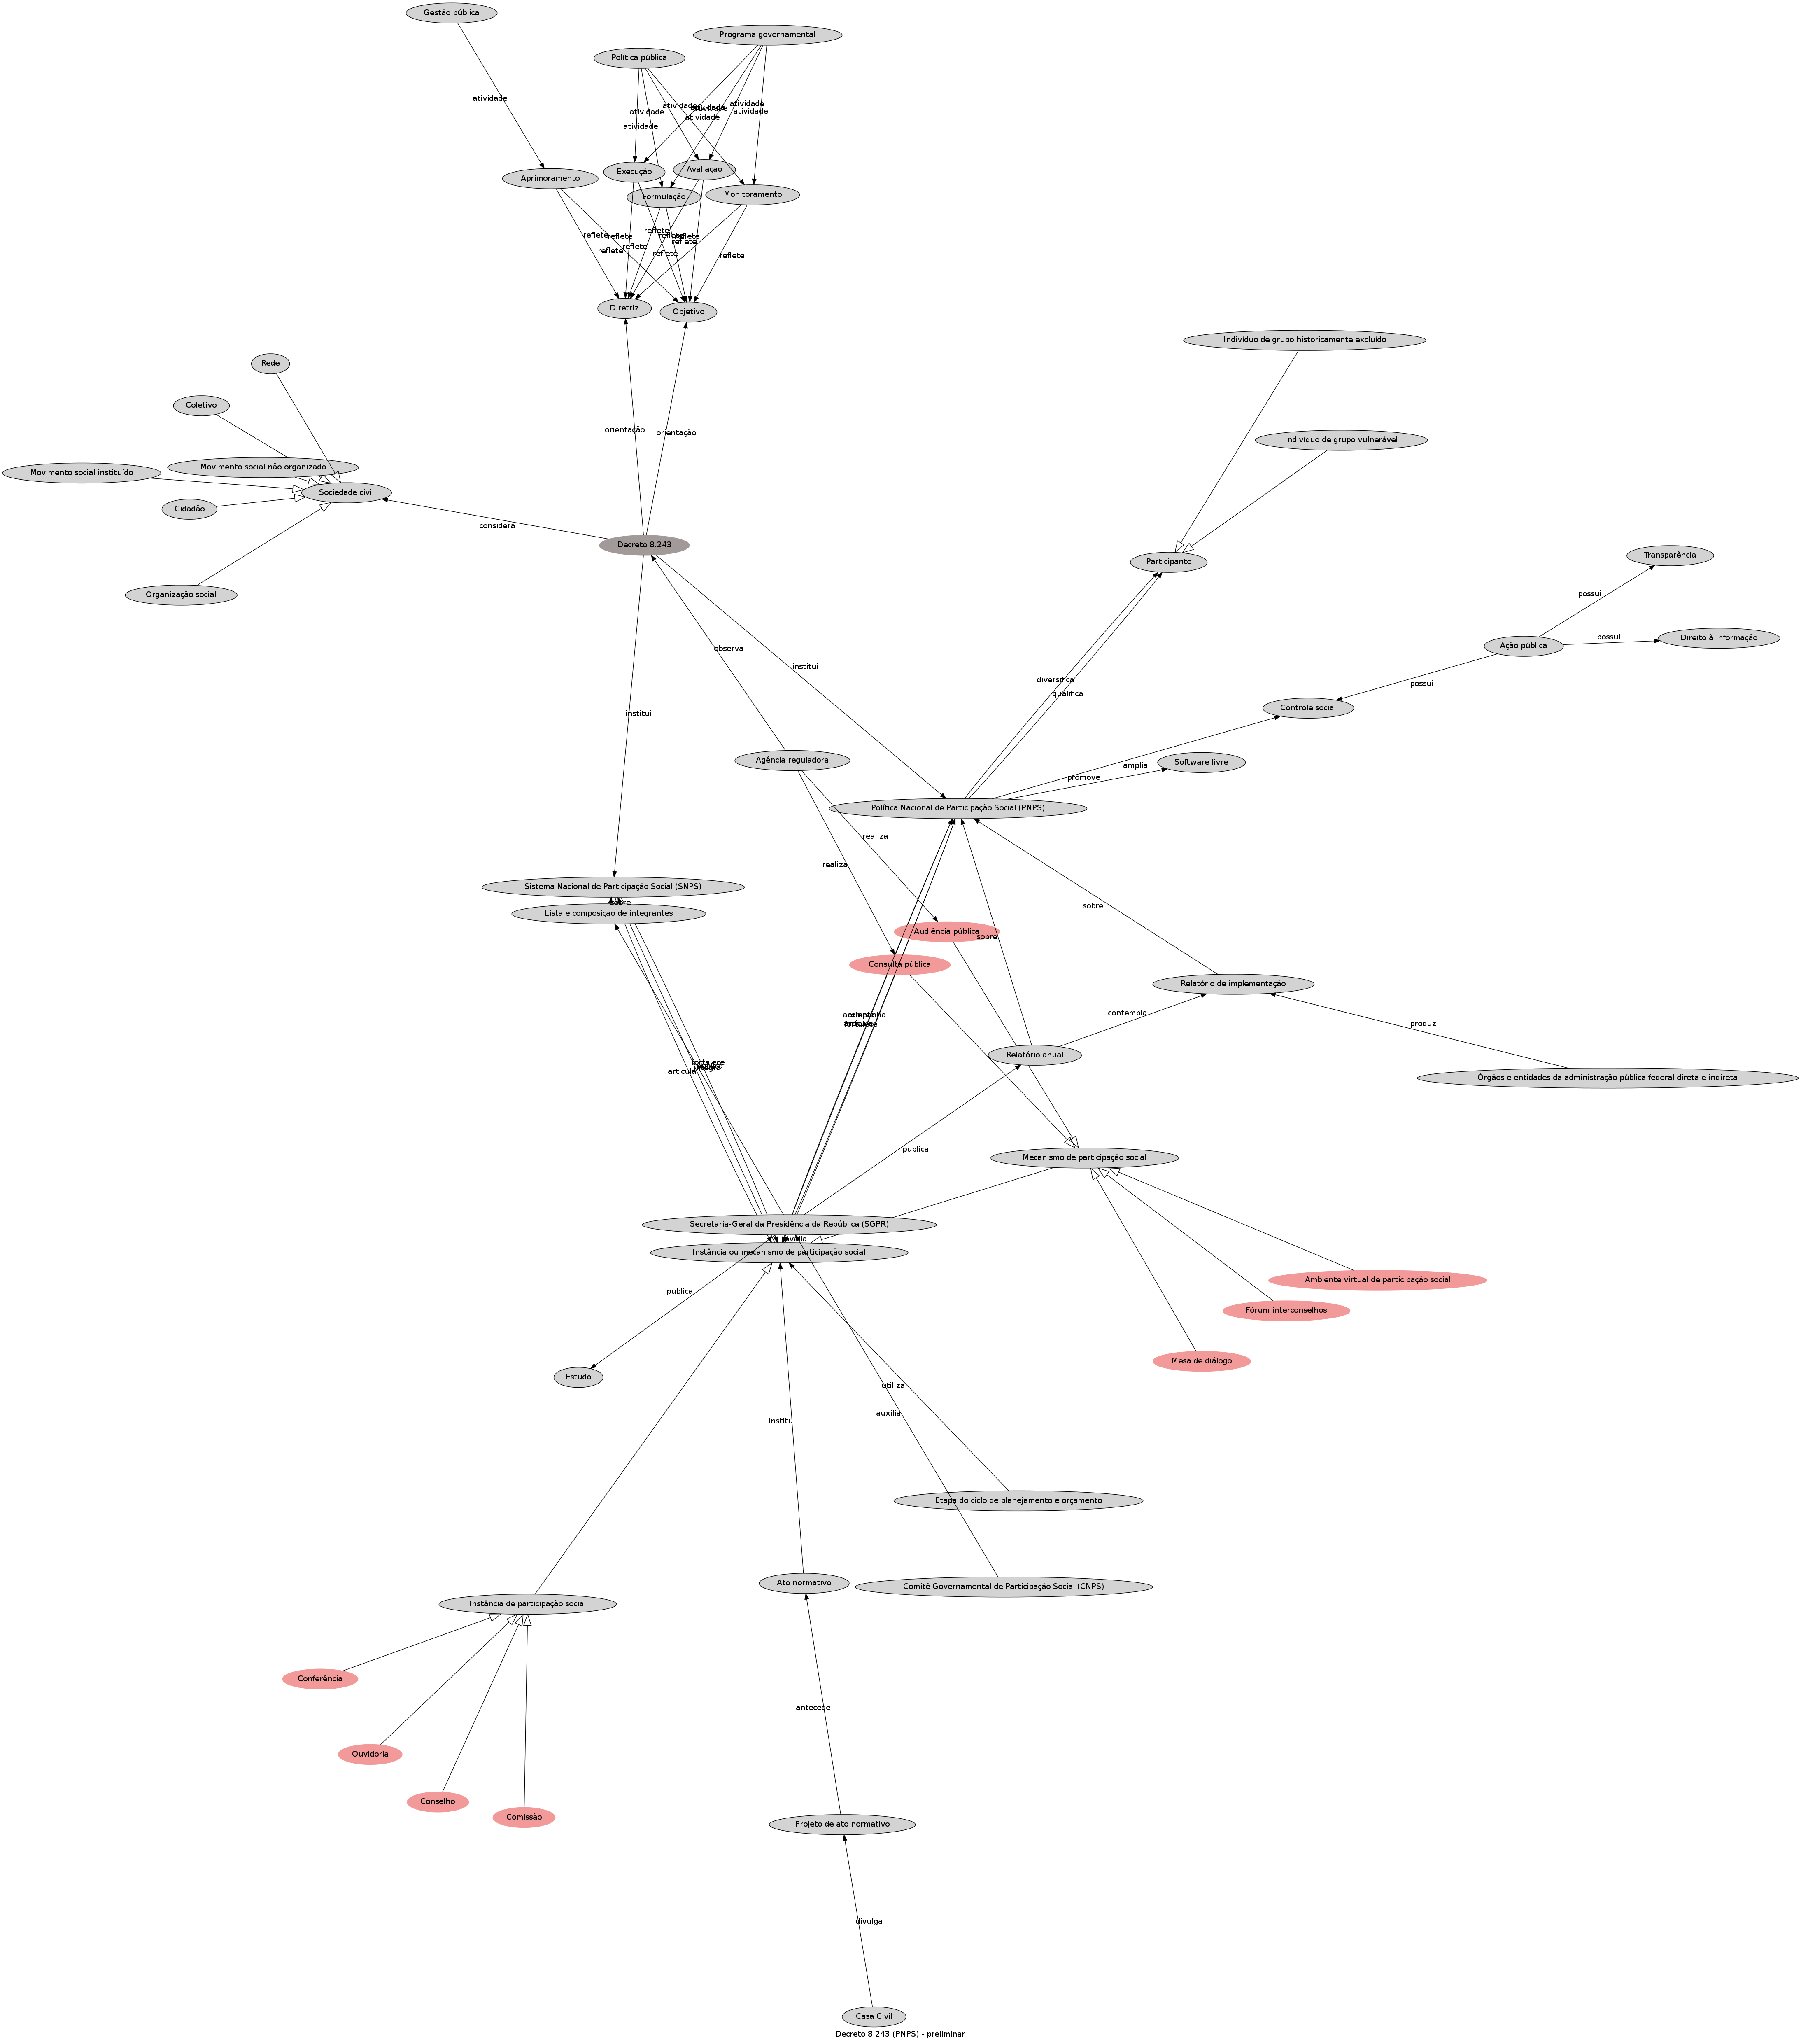 Gestão pública
Programa governamental
Política pública
atividade
atividade
atividade
atividade
atividade
atividade
atividade
atividade
Execução
Avaliação
Aprimoramento
Formulação
Monitoramento
reflete
reflete
reflete
reflete
reflete
reflete
reflete
reflete
reflete
Diretriz
Objetivo
Indivíduo de grupo historicamente excluído
Rede
Coletivo
orientação
orientação
Indivíduo de grupo vulnerável
Movimento social não organizado
Movimento social instituído
Sociedade civil
Cidadão
considera
Decreto 8.243
Transparência
Participante
Organização social
possui
Direito à informação
possui
Ação pública
observa
institui
diversifica
qualifica
possui
Controle social
institui
Agência reguladora
amplia
Software livre
promove
Política Nacional de Participação Social (PNPS)
realiza
realiza
Sistema Nacional de Participação Social (SNPS)
sobre
Lista e composição de integrantes
sobre
Audiência pública
sobre
Consulta pública
Relatório de implementação
contempla
produz
Relatório anual
fortalece
articula
Órgãos e entidades da administração pública federal direta e indireta
publica
Mecanismo de participação social
Secretaria-Geral da Presidência da República (SGPR)
avalia
Instância ou mecanismo de participação social
Ambiente virtual de participação social
publica
Fórum interconselhos
Mesa de diálogo
Estudo
utiliza
auxilia
institui
Etapa do ciclo de planejamento e orçamento
Ato normativo
Comitê Governamental de Participação Social (CNPS)
Instância de participação social
Conferência
antecede
Ouvidoria
Conselho
Comissão
Projeto de ato normativo
divulga
Casa Civil
Decreto 8.243 (PNPS) - preliminar